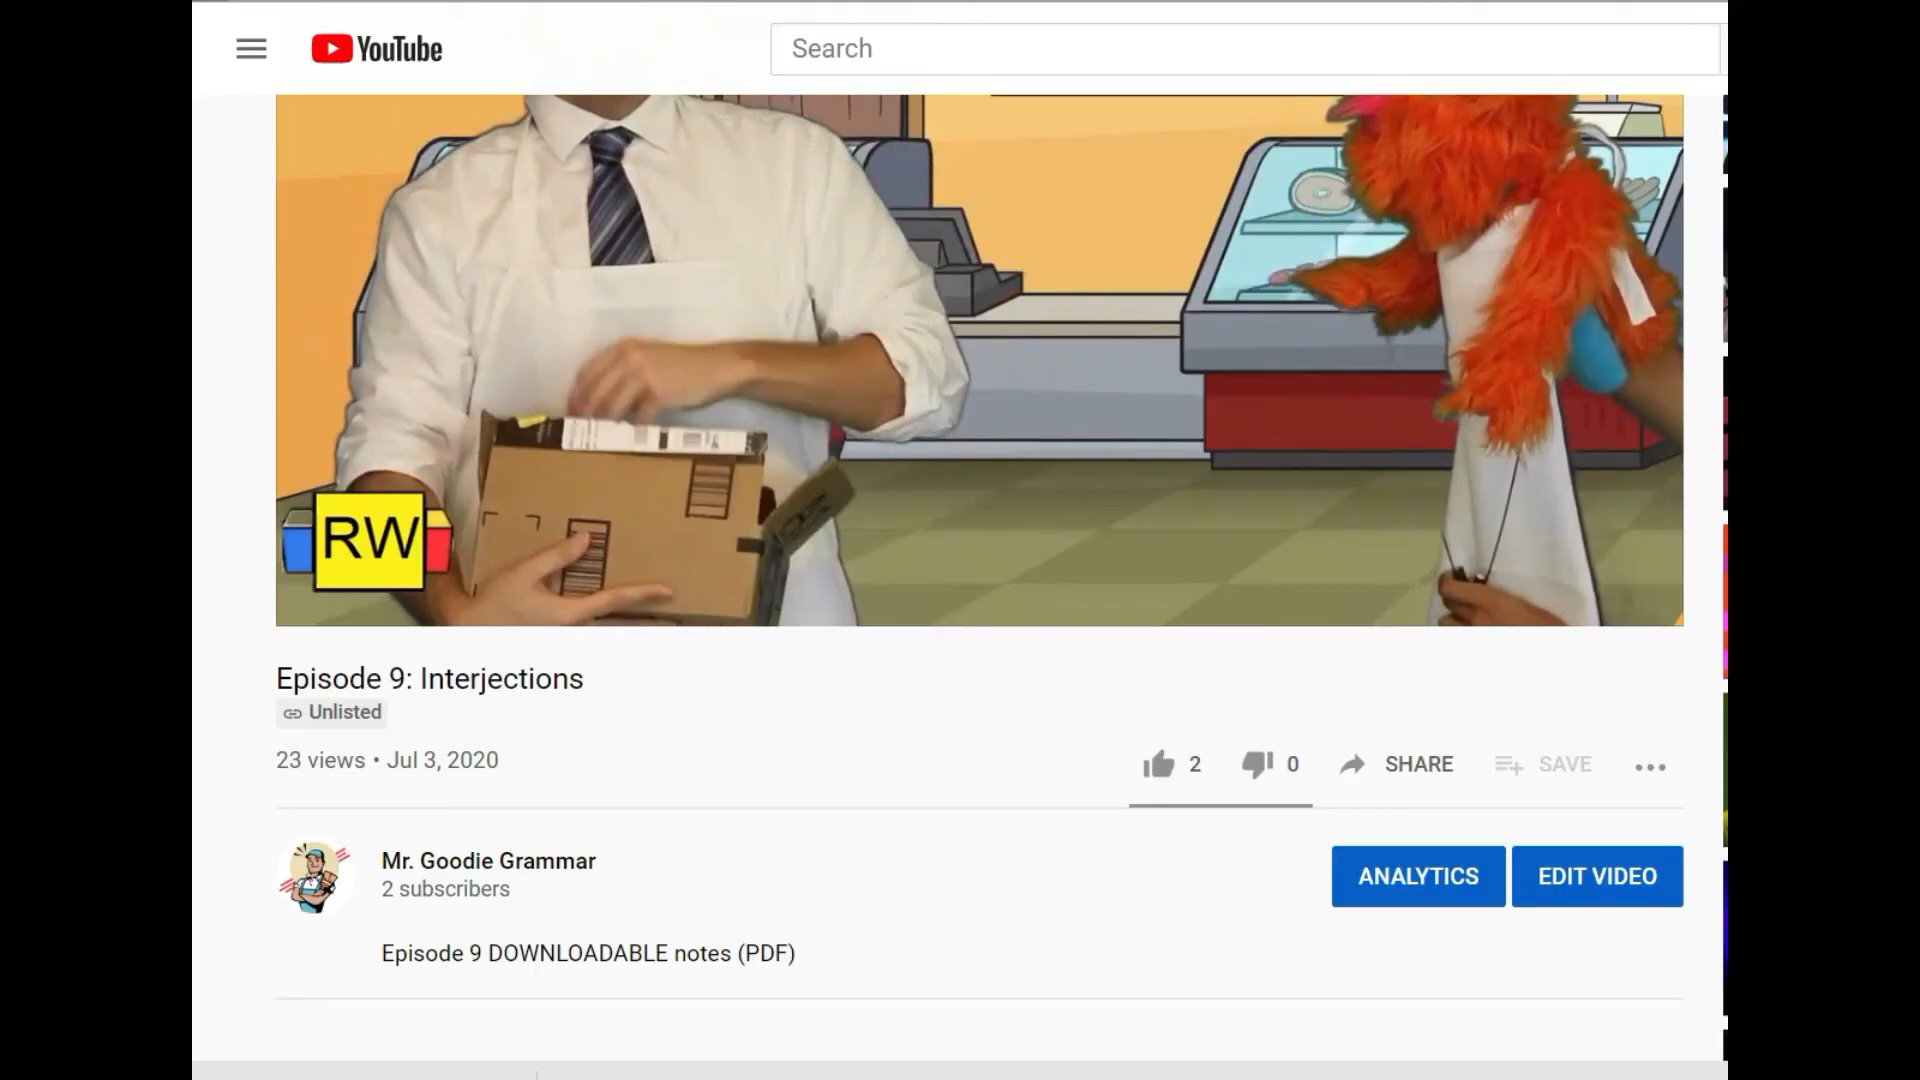 YouTube
Search
RW
Episode 9: Interjections
Unlisted
23 views • Jul 3, 2020
2
0
SHARE
SAVE
Mr. Goodie Grammar
2 subscribers
ANALYTICS
EDIT VIDEO
Episode 9 DOWNLOADABLE notes (PDF)